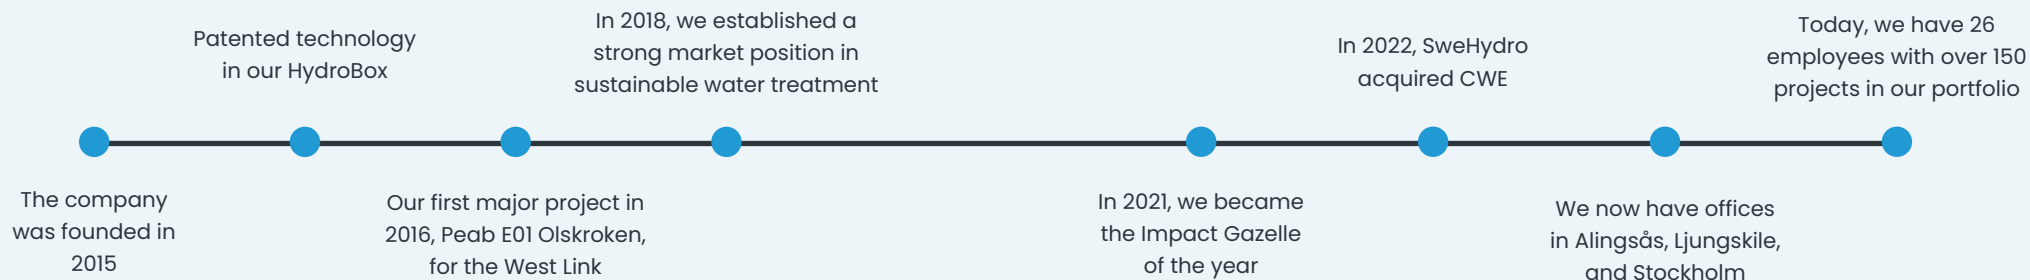 The company
was founded in
2015
Patented technology
in our HydroBox
Our first major project in
2016, Peab E01 Olskroken,
for the West Link
In 2018, we established a
strong market position in
sustainable water treatment
In 2021, we became
the Impact Gazelle
of the year
In 2022, SweHydro
acquired CWE
We now have offices
in Alingsås, Ljungskile,
and Stockholm
Today, we have 26
employees with over 150
projects in our portfolio